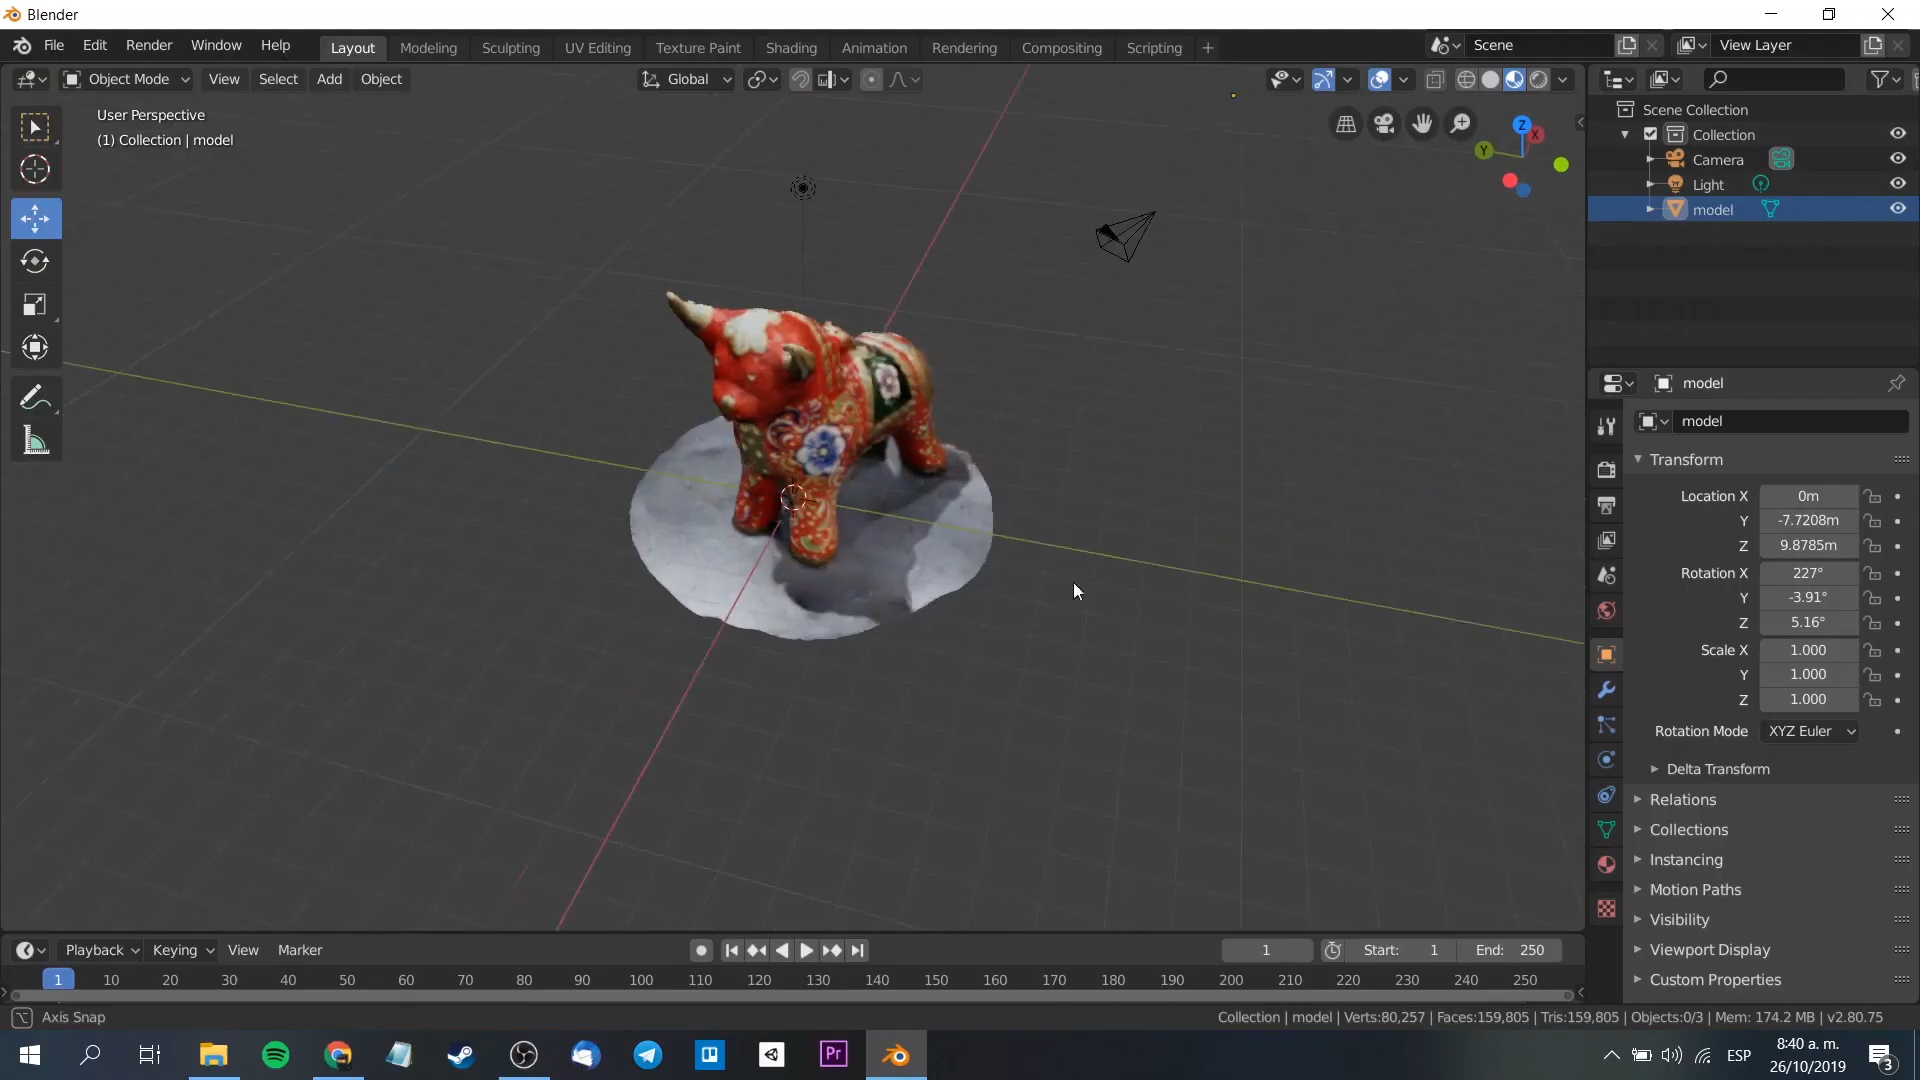 Blender
File Edit Render Window Help Layout Modeling Sculpting UV Editing Texture Paint Shading Animation Rendering Compositing Scripting + Scene View Layer
Object Mode View Select Add Object Global
User Perspective
(1) Collection | model
Z
X
Y
Scene Collection
Collection
Camera
Light
model
model
model
Transform
Location X 0m
Y -7.7208m
Z 9.8785m
Rotation X 227°
Y -3.91°
Z 5.16°
Scale X 1.000
Y 1.000
Z 1.000
Rotation Mode XYZ Euler
Delta Transform
Relations
Collections
Instancing
Motion Paths
Visibility
Viewport Display
Custom Properties
Playback Keying View Marker 1 Start: 1 End: 250
1 10 20 30 40 50 60 70 80 90 100 110 120 130 140 150 160 170 180 190 200 210 220 230 240 250
Axis Snap Collection | model | Verts:80,257 | Faces:159,805 | Tris:159,805 | Objects:0/3 | Mem: 174.2 MB | v2.80.75
Pr
ESP
8:40 a. m.
26/10/2019
3